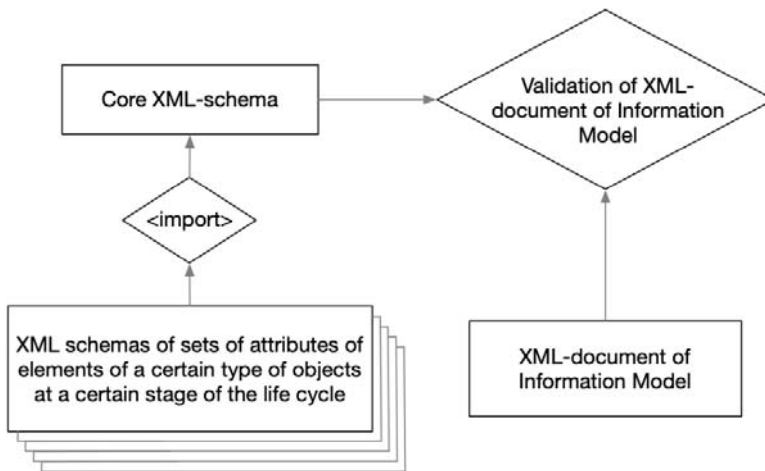 Core XML-schema
Validation of XML-
document of Information
Model
<import>
XML schemas of sets of attributes of
elements of a certain type of objects
at a certain stage of the life cycle
XML-document of
Information Model